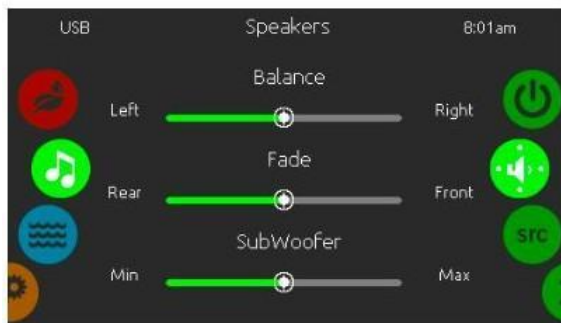 USB Speakers 8:01am
Balance
Left Right
Fade
Rear Front
src
SubWoofer
Min Max